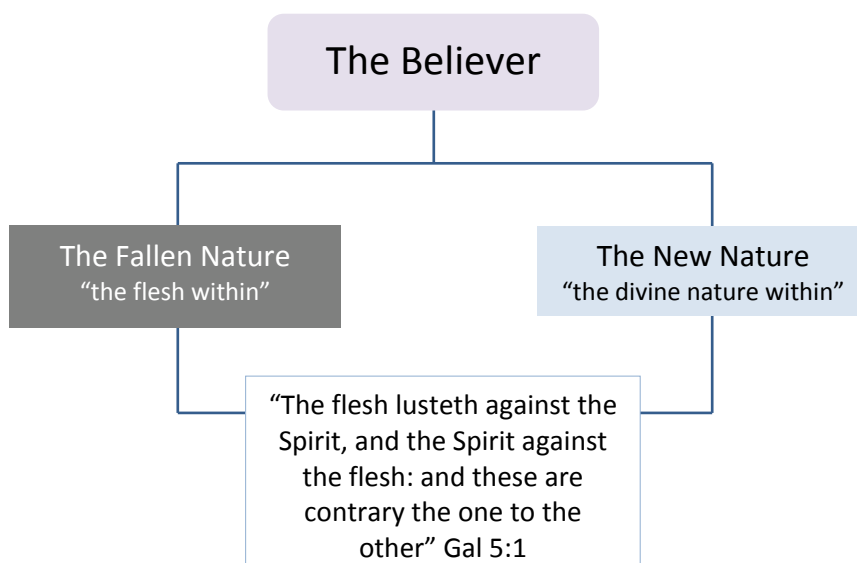 The Believer
The Fallen Nature
“the flesh within”
The New Nature
“the divine nature within”
“The flesh lusteth against the
Spirit, and the Spirit against
the flesh: and these are
contrary the one to the
other” Gal 5:1